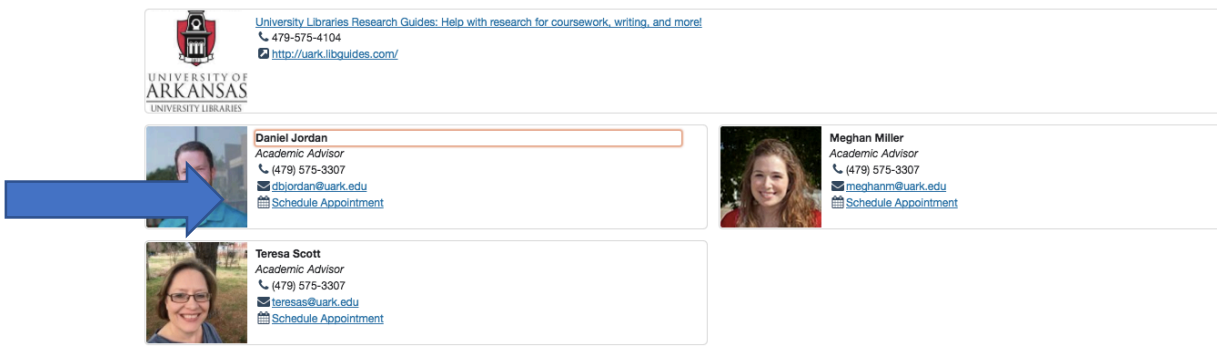 University Libraries Research Guides: Help with research for coursework, writing, and more!
479-575-4104
http://uark.libguides.com/
UNIVERSITY OF
ARKANSAS
UNIVERSITY LIBRARIES
Daniel Jordan
Academic Advisor
(479) 575-3307
dbjordan@uark.edu
Schedule Appointment
Meghan Miller
Academic Advisor
(479) 575-3307
meghanm@uark.edu
Schedule Appointment
Teresa Scott
Academic Advisor
(479) 575-3307
teresas@uark.edu
Schedule Appointment